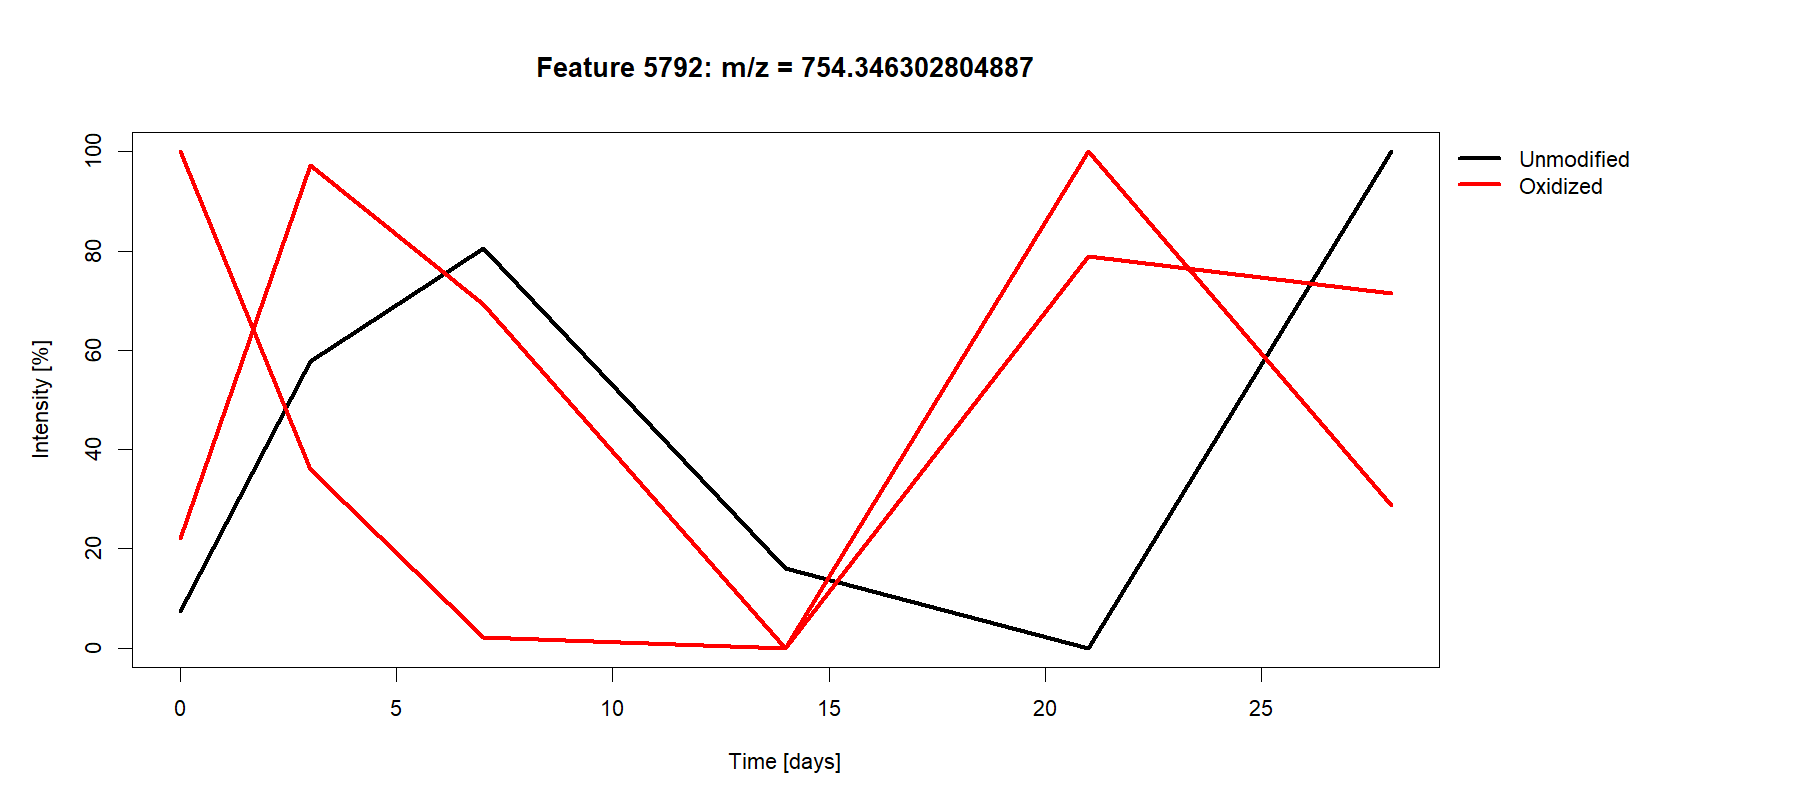 Feature 5792: m/z = 754.346302804887
Unmodified
Oxidized
Intensity [%]
100
80
60
40
20
0
0 5 10 15 20 25
Time [days]